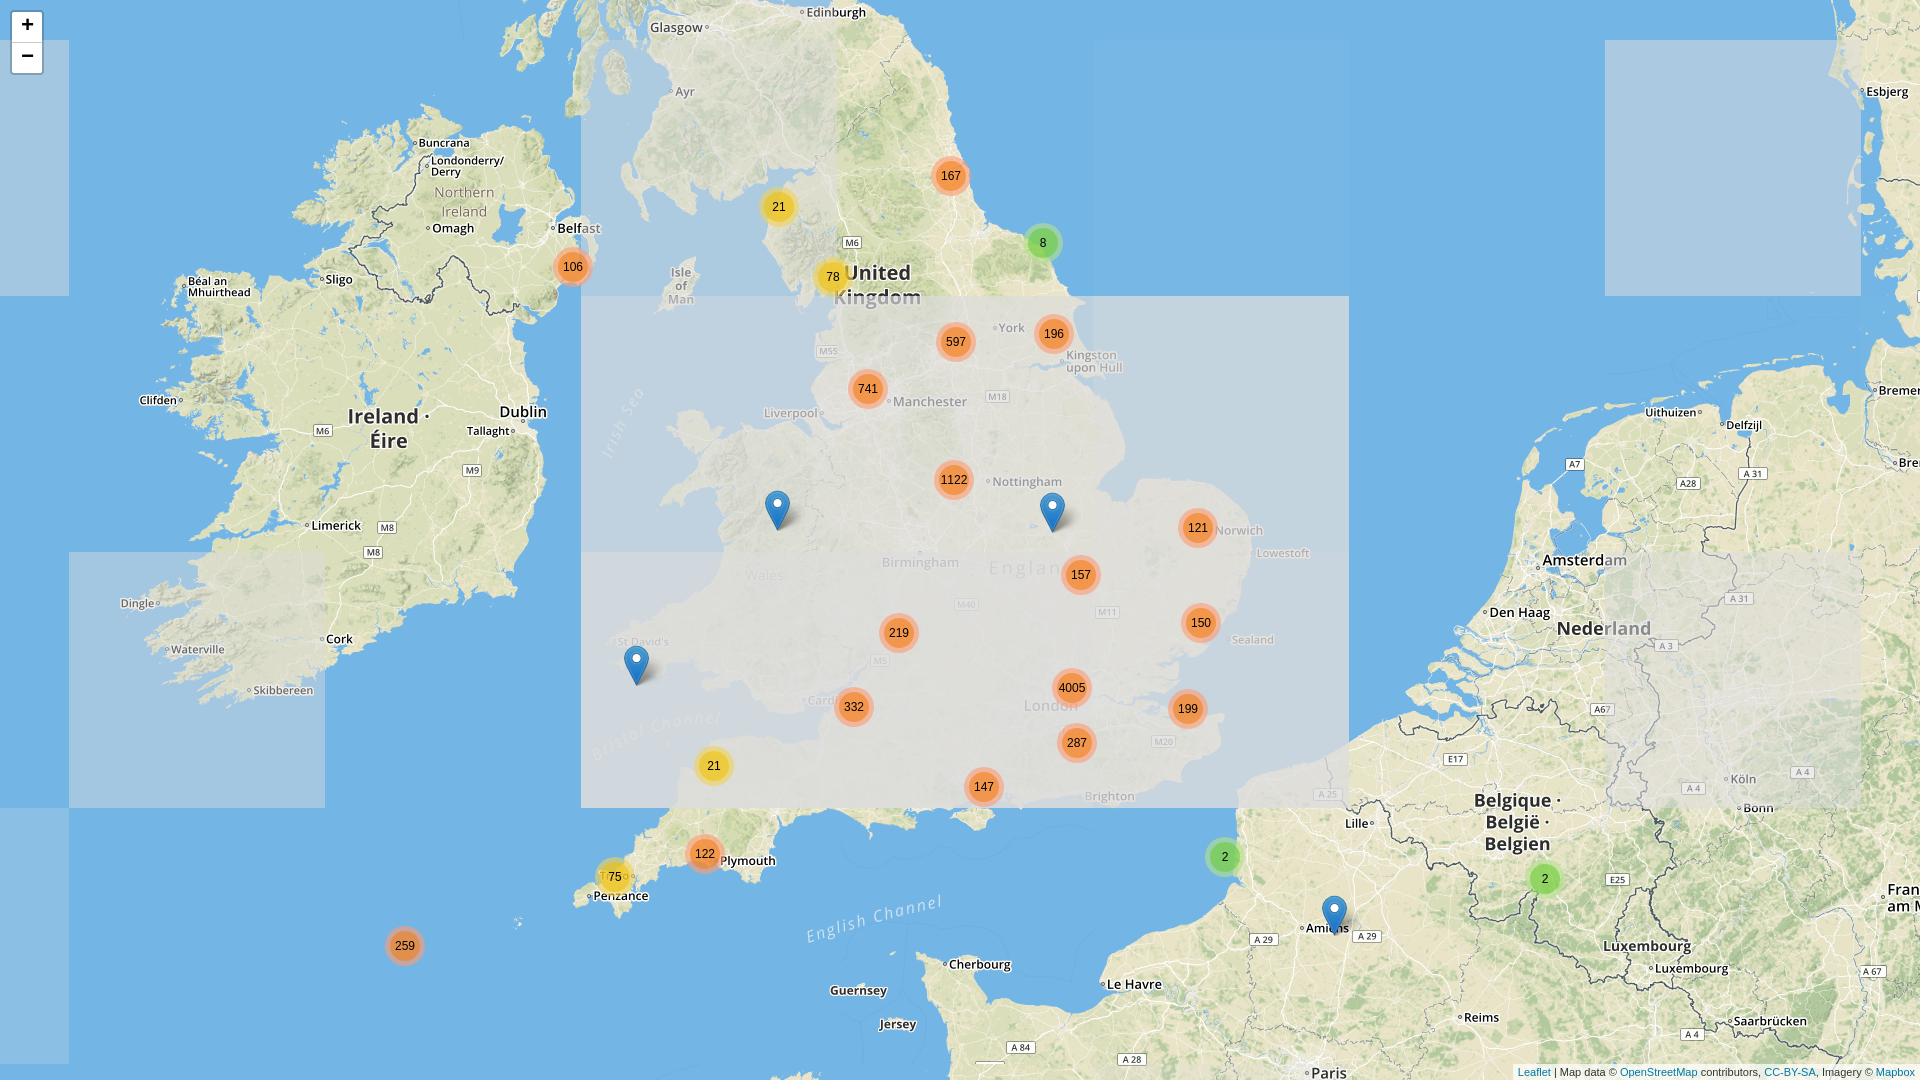 +
−
Edinburgh
Glasgow
Ayr
Esbjerg
Buncrana
Londonderry/
Derry
Northern
Ireland
Omagh
Belfast
167
21
8
M6
106
78
United
Kingdom
Isle
of
Man
Sligo
Béal an
Mhuirthead
York
196
597
Kingston
upon Hull
M55
741
Manchester
M18
Liverpool
Irish Sea
Clifden
Ireland ·
Éire
Dublin
Tallaght
M6
M9
Uithuizen
Delfzijl
A7
A 31
A28
1122
Nottingham
Limerick
M8
M8
121
Norwich
Lowestoft
Birmingham
Wales
157
Amsterdam
A 31
Dingle
M40
M11
Den Haag
219
150
Nederland
Cork
Waterville
St David's
Sealand
A 3
M5
Skibbereen
4005
London
332
199
A67
Bristol Channel
287
M20
E17
21
Köln
A 4
A 4
147
Brighton
A 25
Bonn
Belgique ·
België ·
Belgien
Lille
122
Plymouth
2
75
Penzance
2
E25
English Channel
Amiens
A 29
A 29
259
Luxembourg
Luxembourg
A 67
Cherbourg
Le Havre
Guernsey
Jersey
Reims
Saarbrücken
A 4
A 84
A 28
Paris
Leaflet | Map data © OpenStreetMap contributors, CC-BY-SA, Imagery © Mapbox